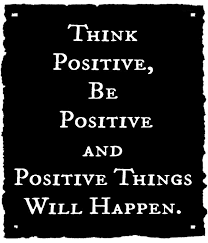 Think
Positive,
Be
Positive
and
Positive Things
Will Happen.